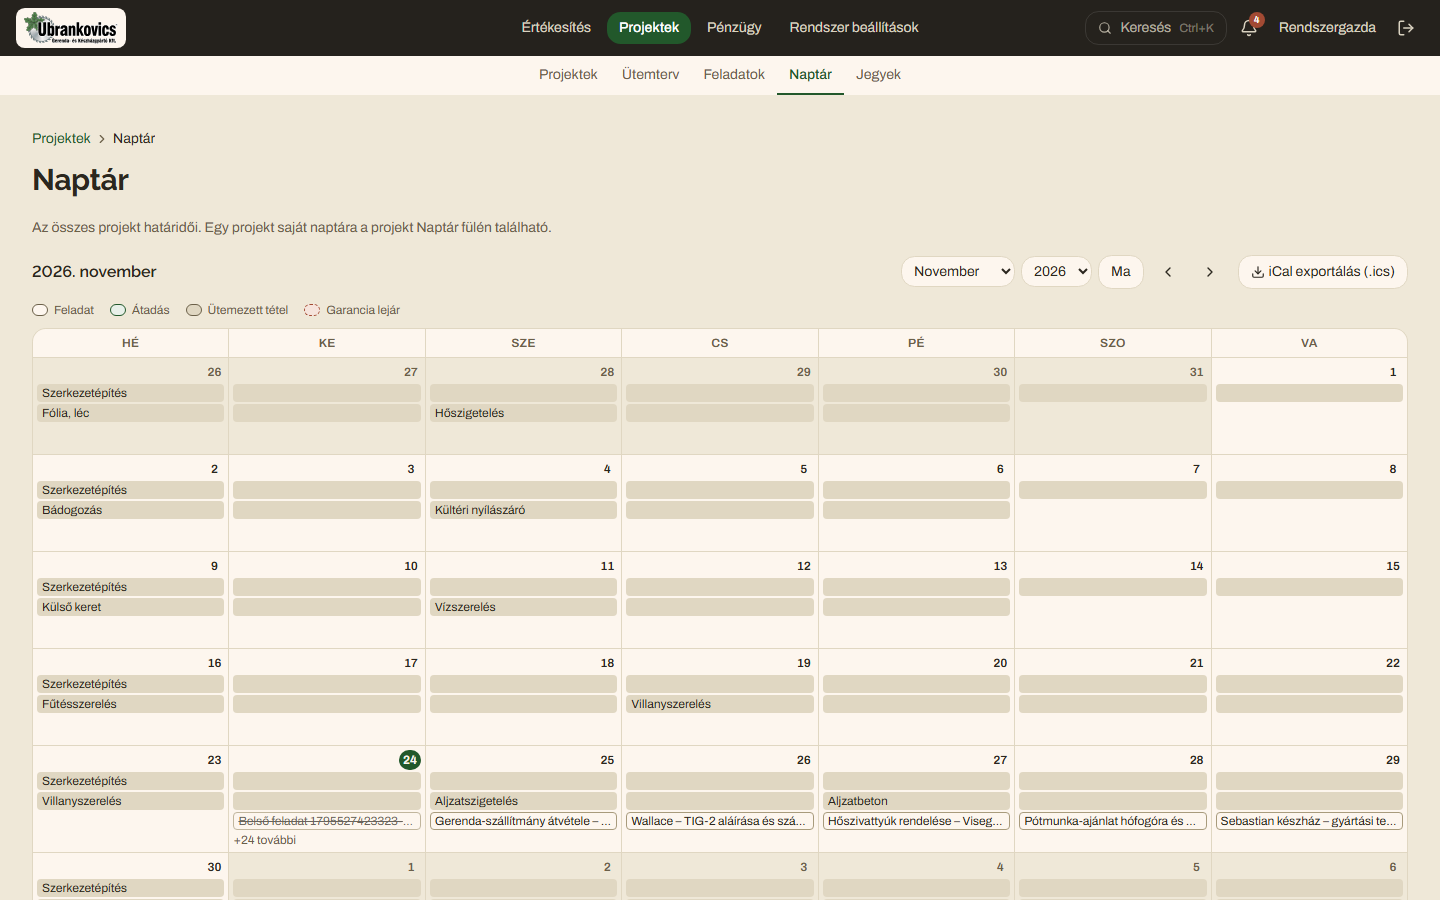 Ubrankovics
Gerenda- és Készházgyártó Kft.
Értékesítés
Projektek
Pénzügy
Rendszer beállítások
Keresés Ctrl+K
4
Rendszergazda
Projektek
Ütemterv
Feladatok
Naptár
Jegyek
Projektek > Naptár
Naptár
Az összes projekt határidői. Egy projekt saját naptára a projekt Naptár fülén található.
2026. november
November
2026
Ma
iCal exportálás (.ics)
Feladat
Átadás
Ütemezett tétel
Garancia lejár
HÉ KE SZE CS PÉ SZO VA
26 27 28 29 30 31 1
Szerkezetépítés
Fólia, léc
Hőszigetelés
2 3 4 5 6 7 8
Szerkezetépítés
Bádogozás
Kültéri nyílászáró
9 10 11 12 13 14 15
Szerkezetépítés
Külső keret
Vízszerelés
16 17 18 19 20 21 22
Szerkezetépítés
Fűtésszerelés
Villanyszerelés
23 24 25 26 27 28 29
Szerkezetépítés
Villanyszerelés
Aljzatszigetelés
Aljzatbeton
Belső feladat 1795527423323-...
Gerenda-szállítmány átvétele – ...
Wallace – TIG-2 aláírása és szá...
Hőszivattyúk rendelése – Viseg...
Pótmunka-ajánlat hófogóra és ...
Sebastian készház – gyártási te...
+24 további
30 1 2 3 4 5 6
Szerkezetépítés